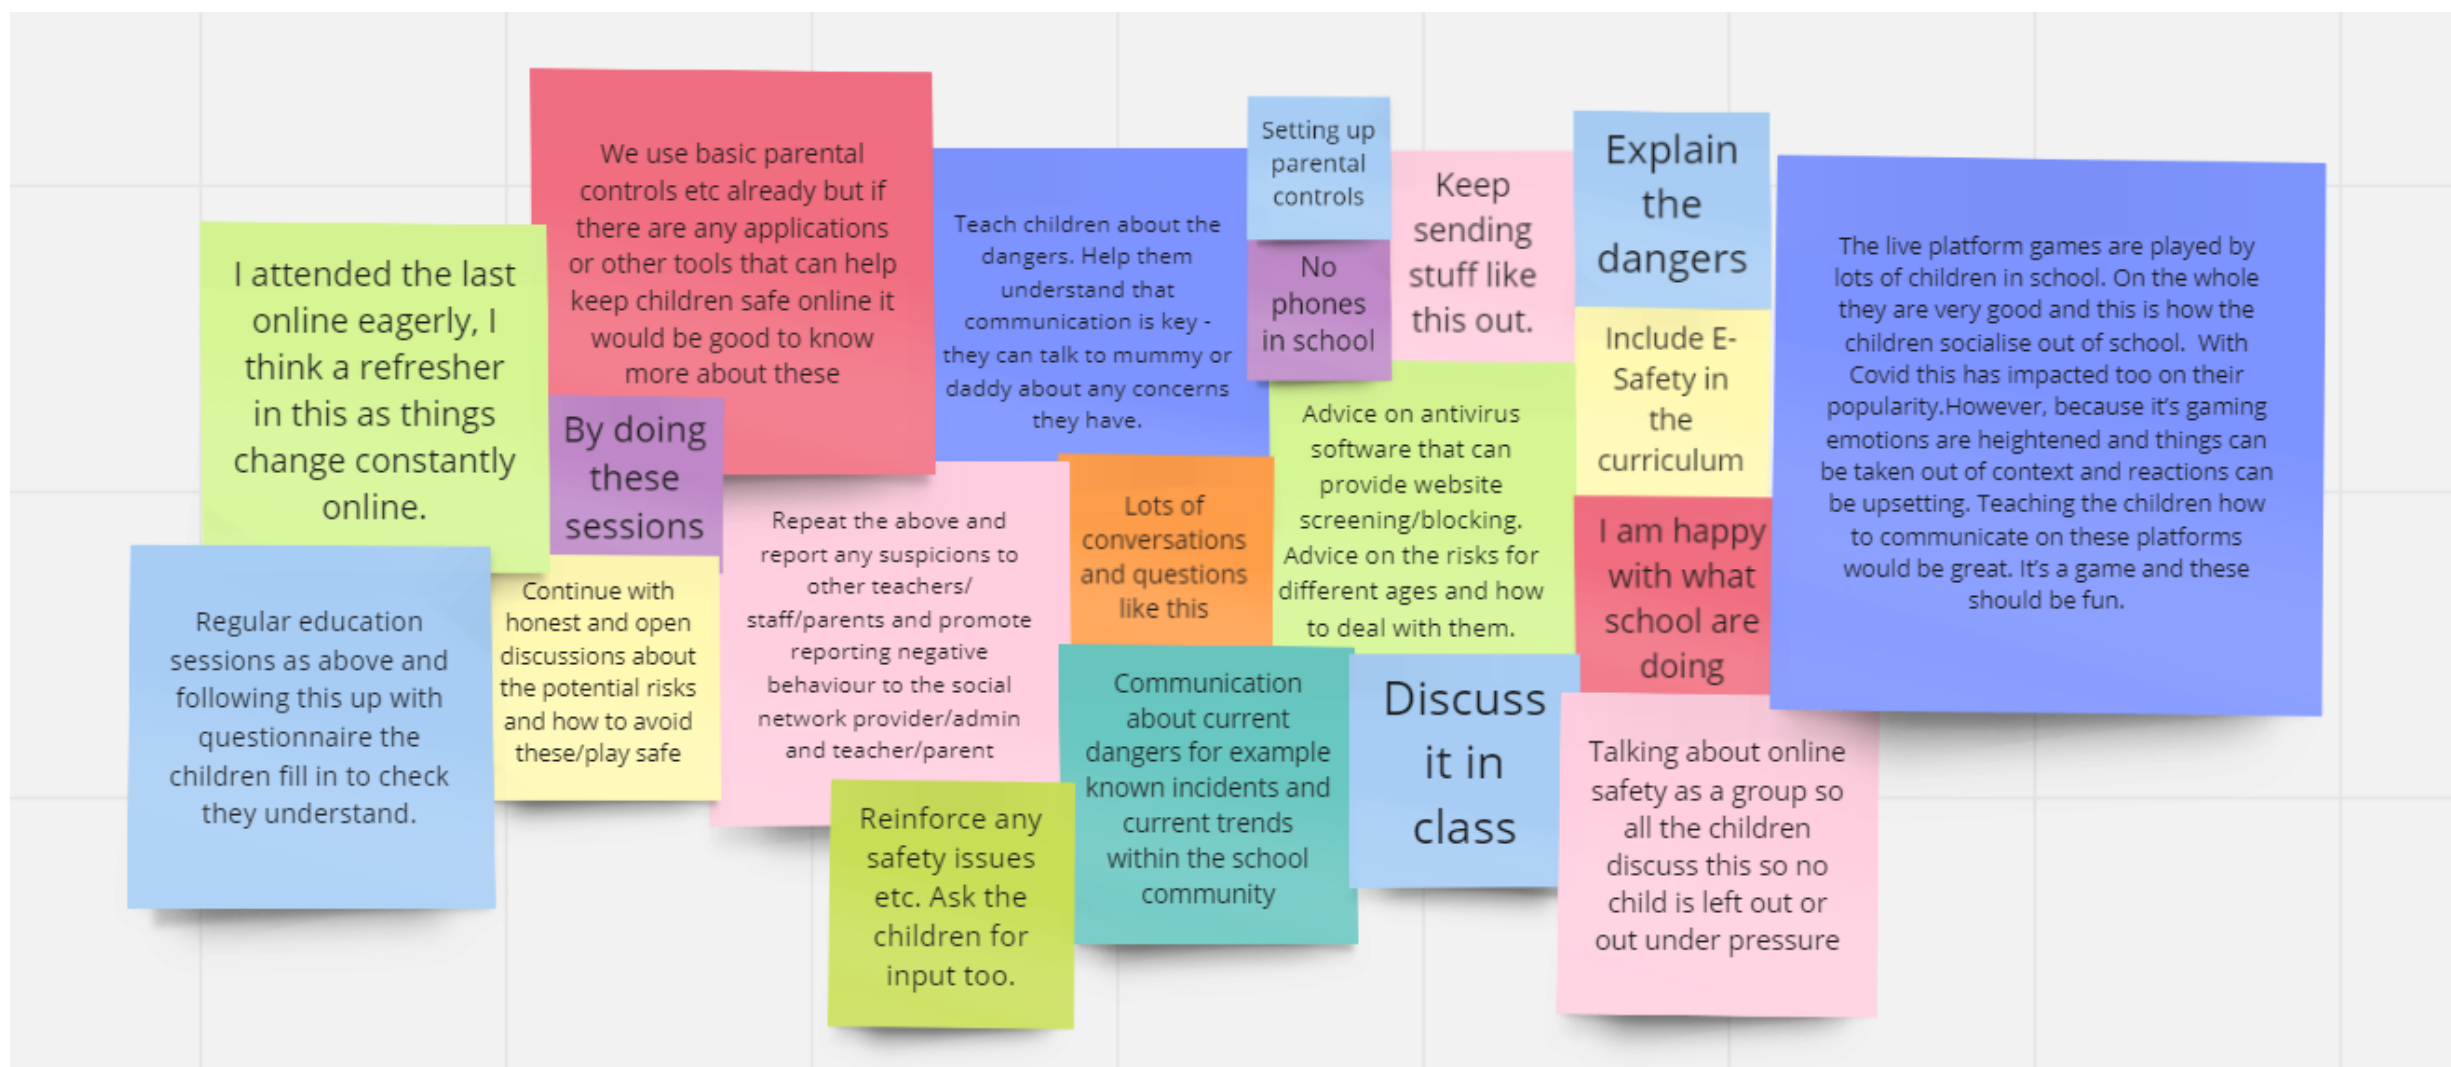 I attended the last
online eagerly, I
think a refresher
in this as things
change constantly
online.
We use basic parental
controls etc already but if
there are any applications
or other tools that can help
keep children safe online it
would be good to know
more about these
By doing
these
sessions
Teach children about the
dangers. Help them
understand that
communication is key -
they can talk to mummy or
daddy about any concerns
they have.
Setting up
parental
controls
No
phones
in school
Keep
sending
stuff like
this out.
Explain
the
dangers
Include E-
Safety in
the
curriculum
I am happy
with what
school are
doing
The live platform games are played by
lots of children in school. On the whole
they are very good and this is how the
children socialise out of school.  With
Covid this has impacted too on their
popularity.However, because it's gaming
emotions are heightened and things can
be taken out of context and reactions can
be upsetting. Teaching the children how
to communicate on these platforms
would be great. It's a game and these
should be fun.
Regular education
sessions as above and
following this up with
questionnaire the
children fill in to check
they understand.
Continue with
honest and open
discussions about
the potential risks
and how to avoid
these/play safe
Repeat the above and
report any suspicions to
other teachers/
staff/parents and promote
reporting negative
behaviour to the social
network provider/admin
and teacher/parent
Lots of
conversations
and questions
like this
Advice on antivirus
software that can
provide website
screening/blocking.
Advice on the risks for
different ages and how
to deal with them.
Reinforce any
safety issues
etc. Ask the
children for
input too.
Communication
about current
dangers for example
known incidents and
current trends
within the school
community
Discuss
it in
class
Talking about online
safety as a group so
all the children
discuss this so no
child is left out or
out under pressure